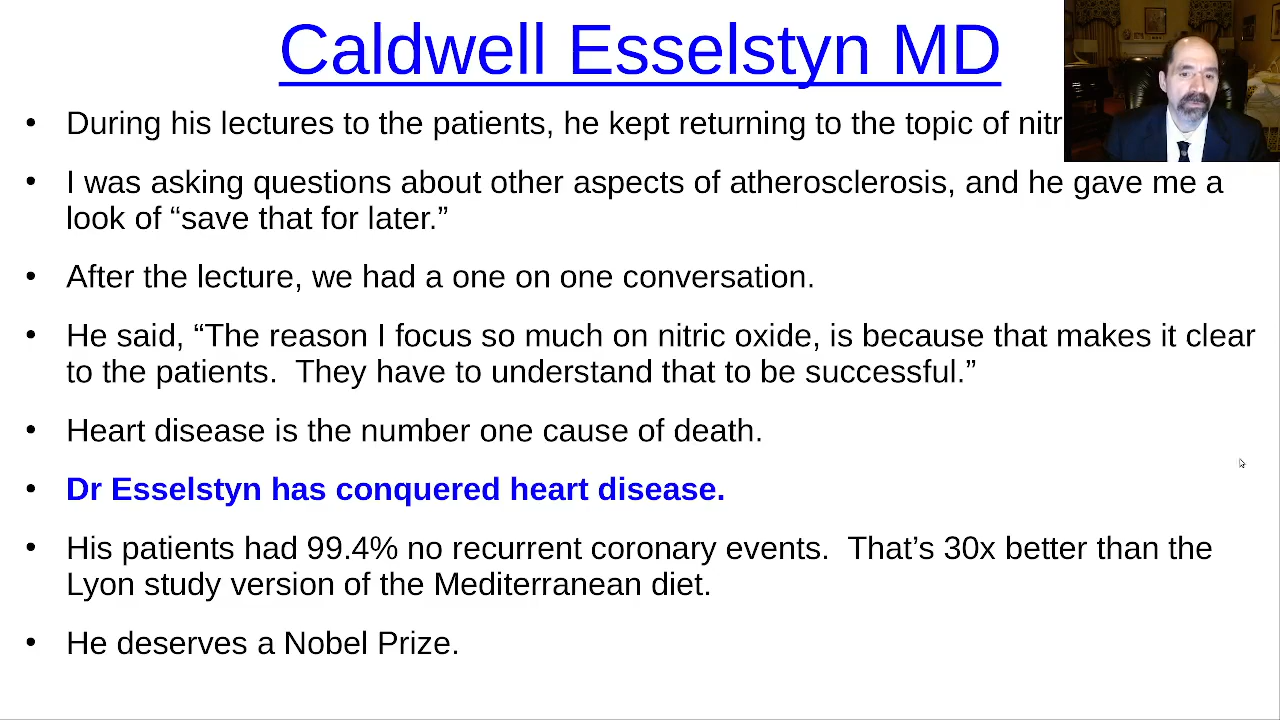 Caldwell Esselstyn MD
• During his lectures to the patients, he kept returning to the topic of
• I was asking questions about other aspects of atherosclerosis, and he gave me a
look of “save that for later.”
• After the lecture, we had a one on one conversation.
• He said, “The reason I focus so much on nitric oxide, is because that makes it clear
to the patients.  They have to understand that to be successful.”
• Heart disease is the number one cause of death.
• Dr Esselstyn has conquered heart disease.
• His patients had 99.4% no recurrent coronary events.  That’s 30x better than the
Lyon study version of the Mediterranean diet.
• He deserves a Nobel Prize.